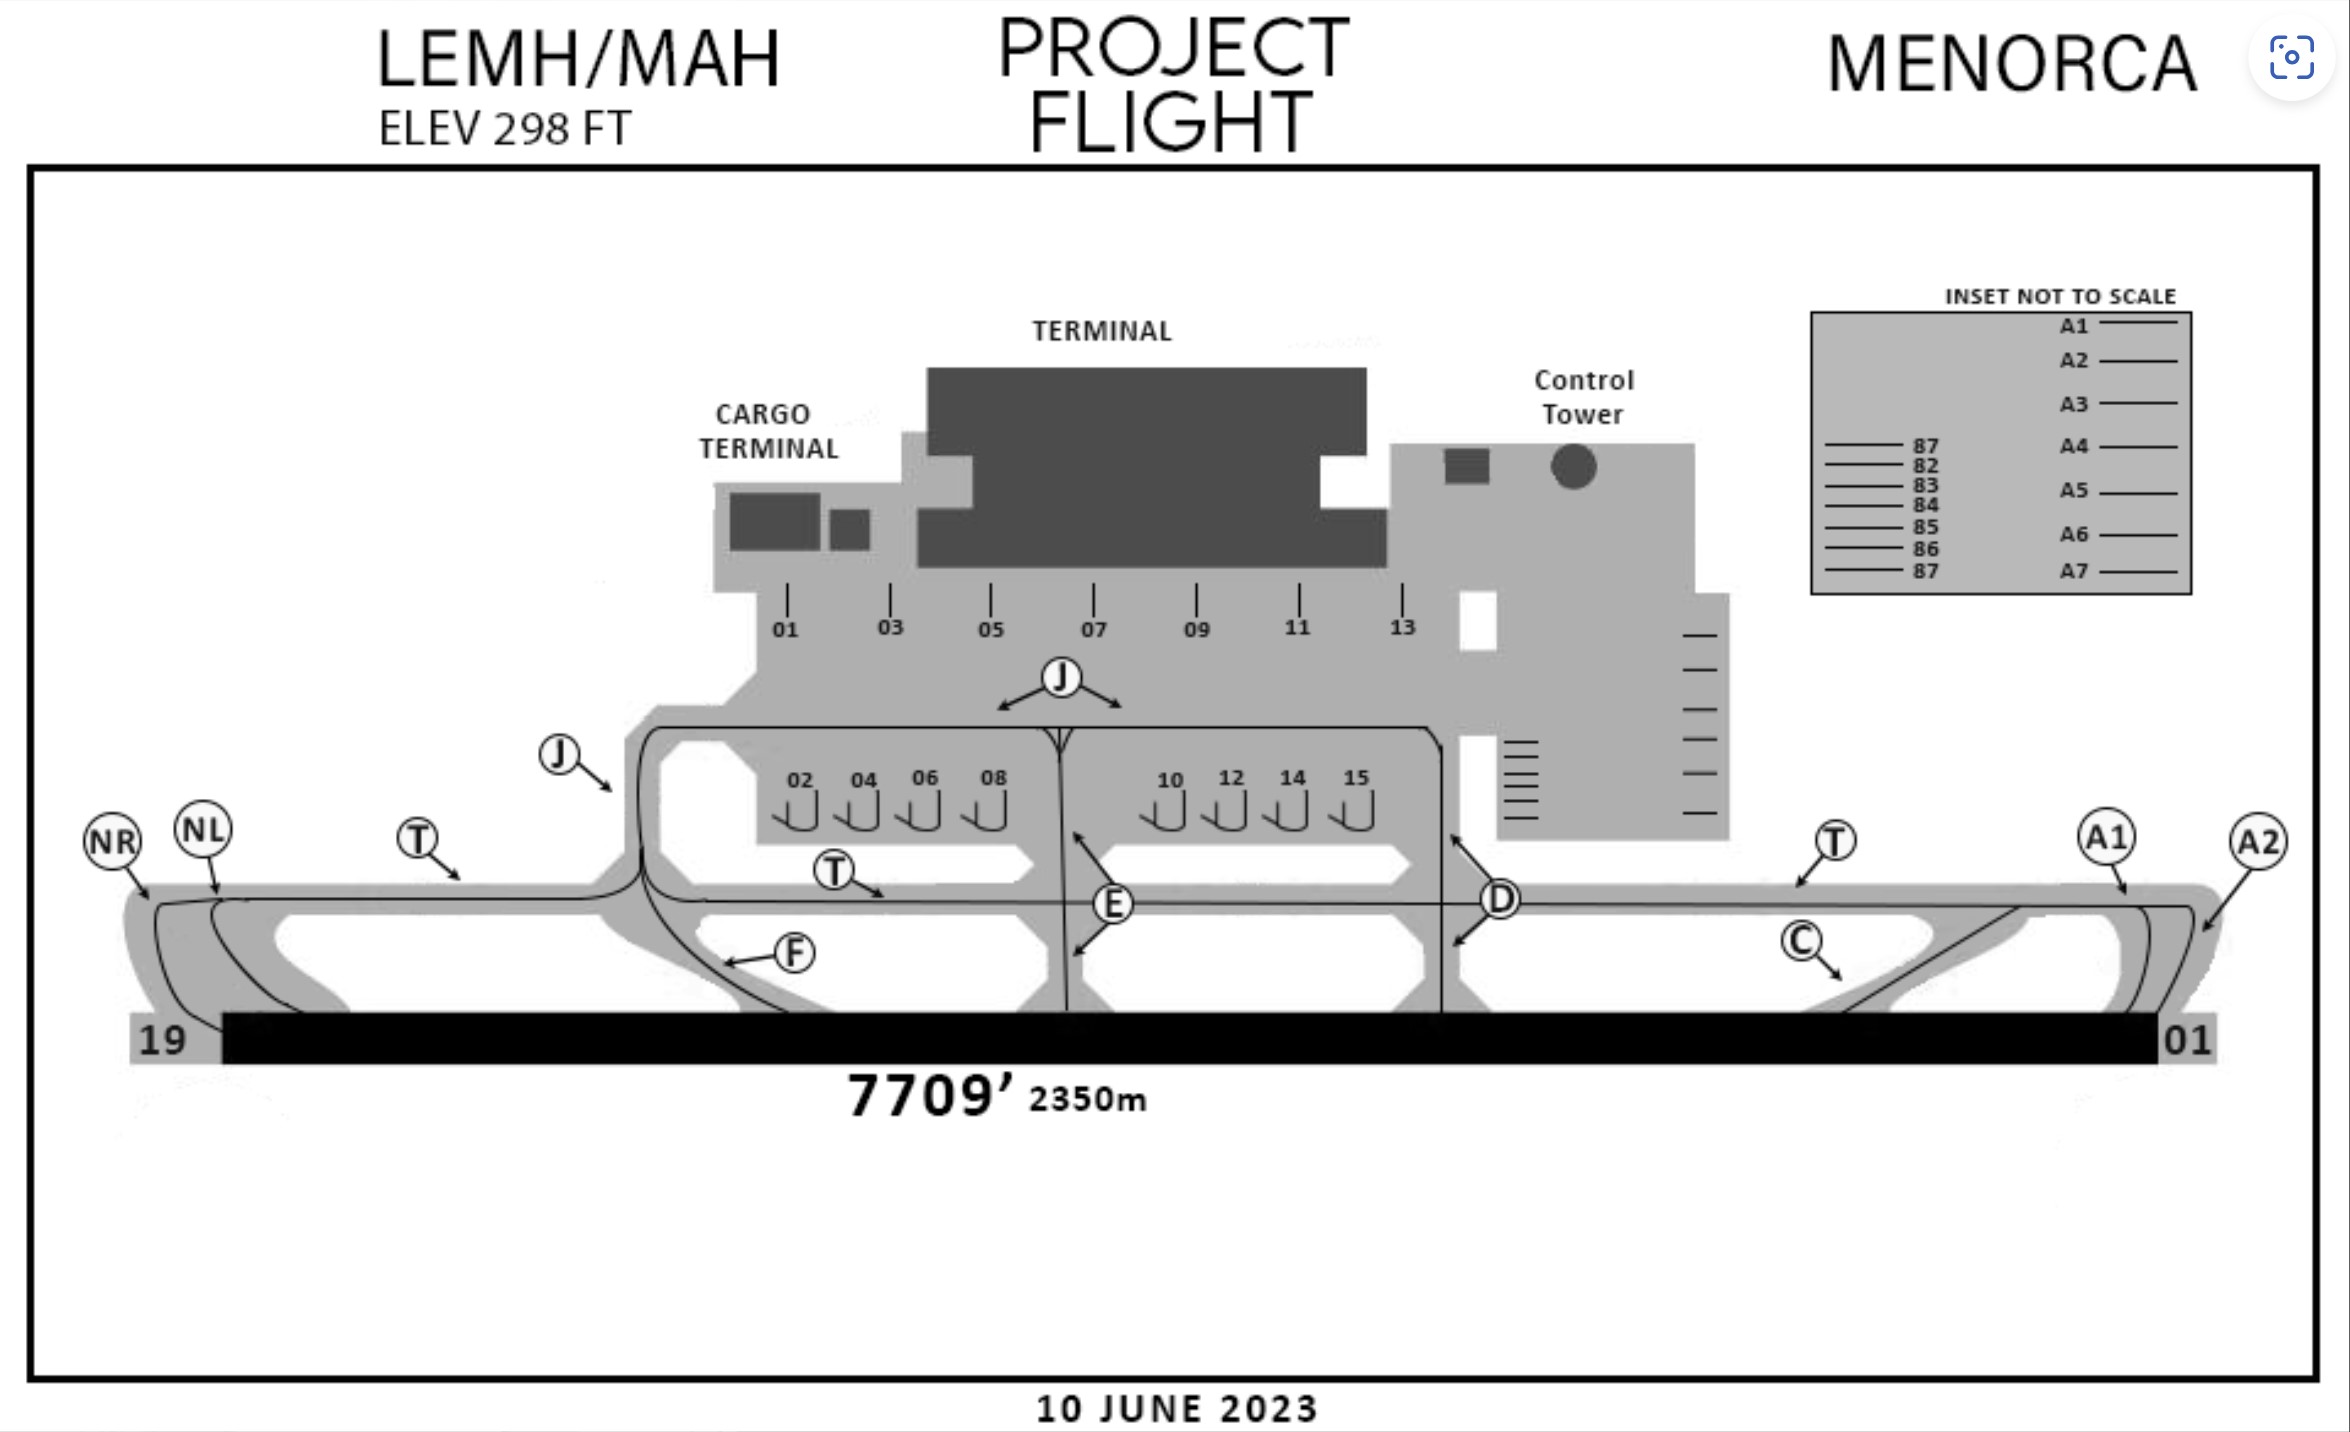 LEMH/MAH
ELEV 298 FT
PROJECT
FLIGHT
MENORCA
INSET NOT TO SCALE
A1
A2
A3
87 A4
82
83 A5
84
85 A6
86
87 A7
TERMINAL
Control
Tower
CARGO
TERMINAL
01 03 05 07 09 11 13
J
J
02 04 06 08 10 12 14 15
NR NL T T T A1 A2
E D
F C
19 01
7709’ 2350m
10 JUNE 2023